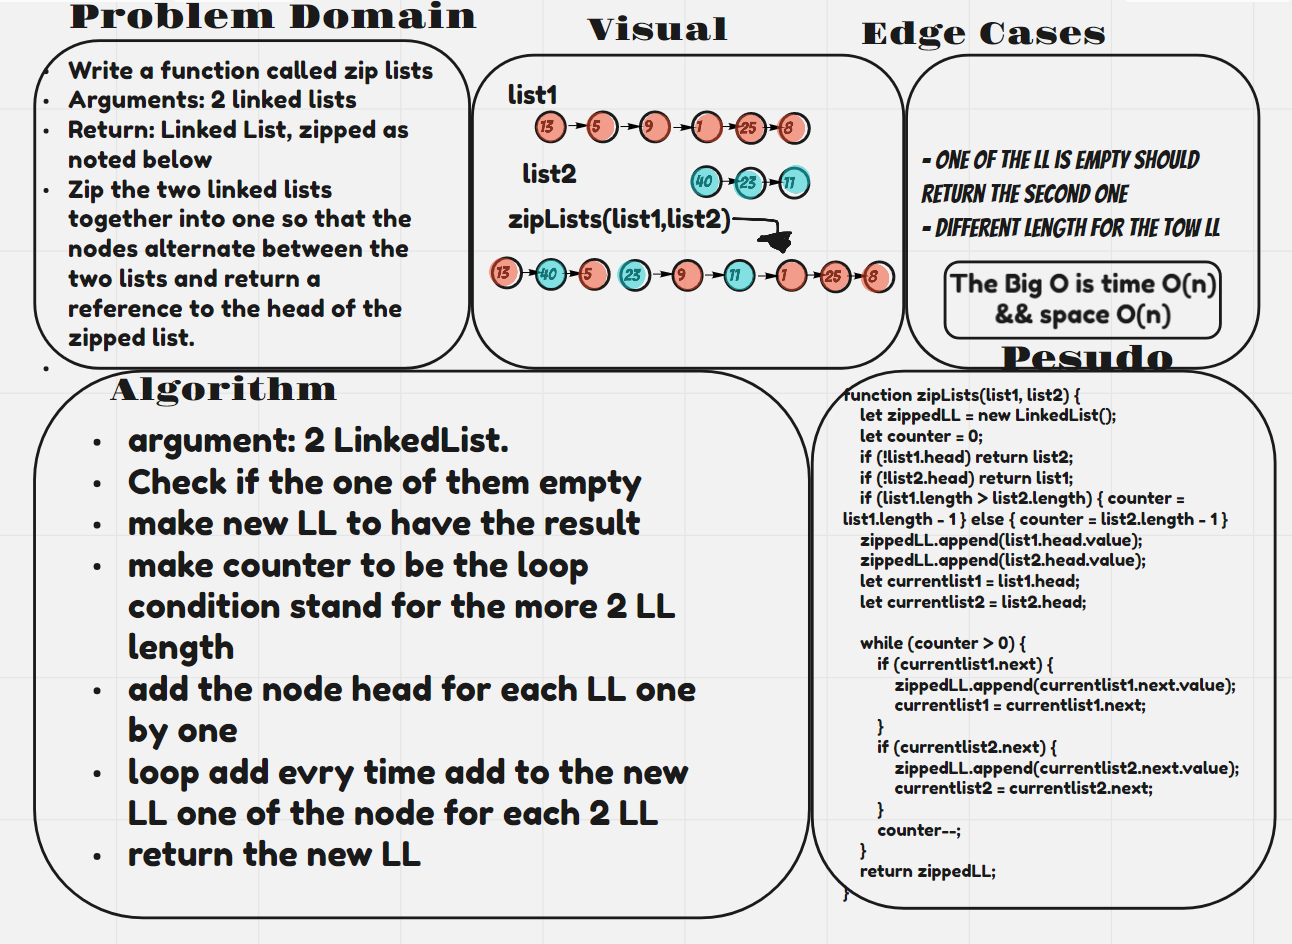 Problem Domain
Write a function called zip lists
Arguments: 2 linked lists
Return: Linked List, zipped as
noted below
Zip the two linked lists
together into one so that the
nodes alternate between the
two lists and return a
reference to the head of the
zipped list.
Visual
list1
13 5 9 1 25 8
list2
40 23 11
zipLists(list1,list2)
13 40 5 23 9 11 1 25 8
Edge Cases
- ONE OF THE LL IS EMPTY SHOULD
RETURN THE SECOND ONE
- DIFFERENT LENGTH FOR THE TOW LL
The Big O is time O(n)
&& space O(n)
Algorithm
argument: 2 LinkedList.
Check if the one of them empty
make new LL to have the result
make counter to be the loop
condition stand for the more 2 LL
length
add the node head for each LL one
by one
loop add evry time add to the new
LL one of the node for each 2 LL
return the new LL
Pesudo
function zipLists(list1, list2) {
let zippedLL = new LinkedList();
let counter = 0;
if (!list1.head) return list2;
if (!list2.head) return list1;
if (list1.length > list2.length) { counter =
list1.length - 1 } else { counter = list2.length - 1 }
zippedLL.append(list1.head.value);
zippedLL.append(list2.head.value);
let currentlist1 = list1.head;
let currentlist2 = list2.head;
while (counter > 0) {
if (currentlist1.next) {
zippedLL.append(currentlist1.next.value);
currentlist1 = currentlist1.next;
}
if (currentlist2.next) {
zippedLL.append(currentlist2.next.value);
currentlist2 = currentlist2.next;
}
counter--;
}
return zippedLL;
}